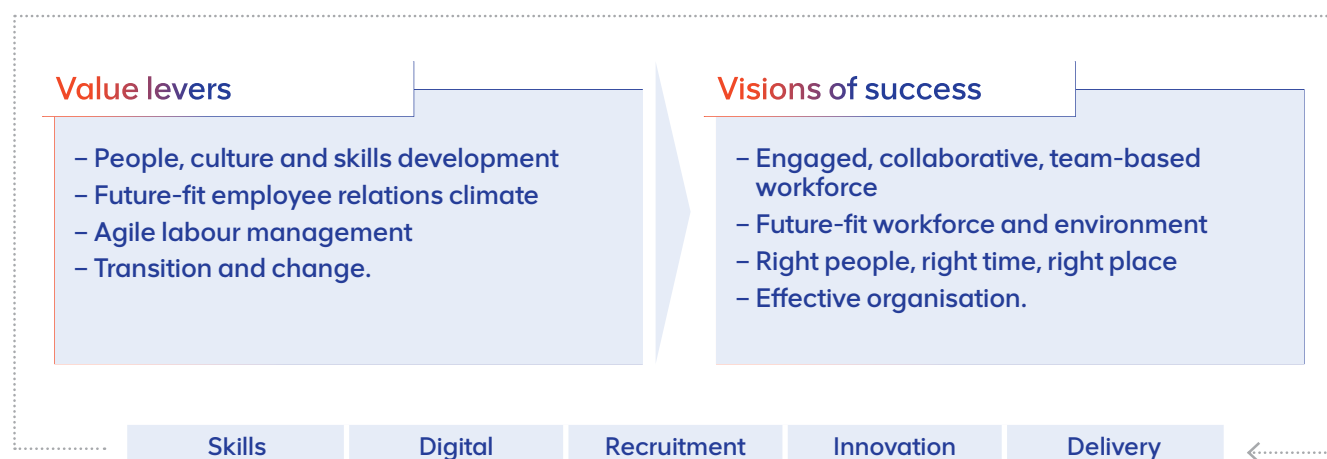 Value levers
– People, culture and skills development
– Future-fit employee relations climate
– Agile labour management
– Transition and change.
Visions of success
– Engaged, collaborative, team-based
workforce
– Future-fit workforce and environment
– Right people, right time, right place
– Effective organisation.
Skills
Digital
Recruitment
Innovation
Delivery